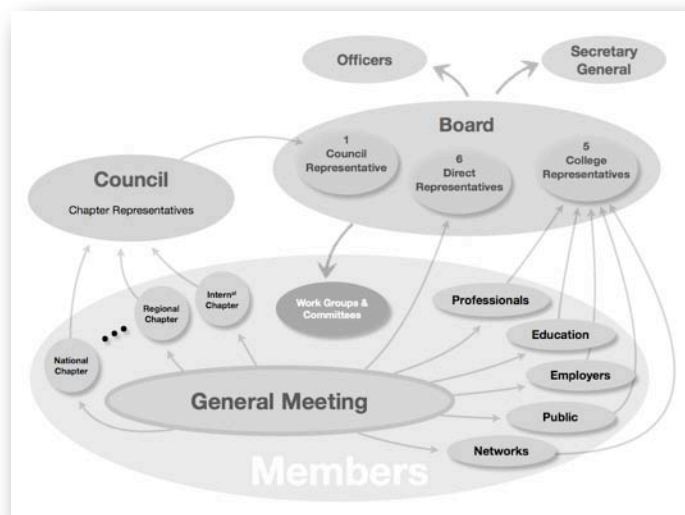 Officers
Secretary
General
Board
1
Council
Representative
6
Direct
Representatives
5
College
Representatives
Council
Chapter Representatives
Work Groups &
Committees
Professionals
Internal
Chapter
Regional
Chapter
National
Chapter
Education
Employers
General Meeting
Public
Networks
Members